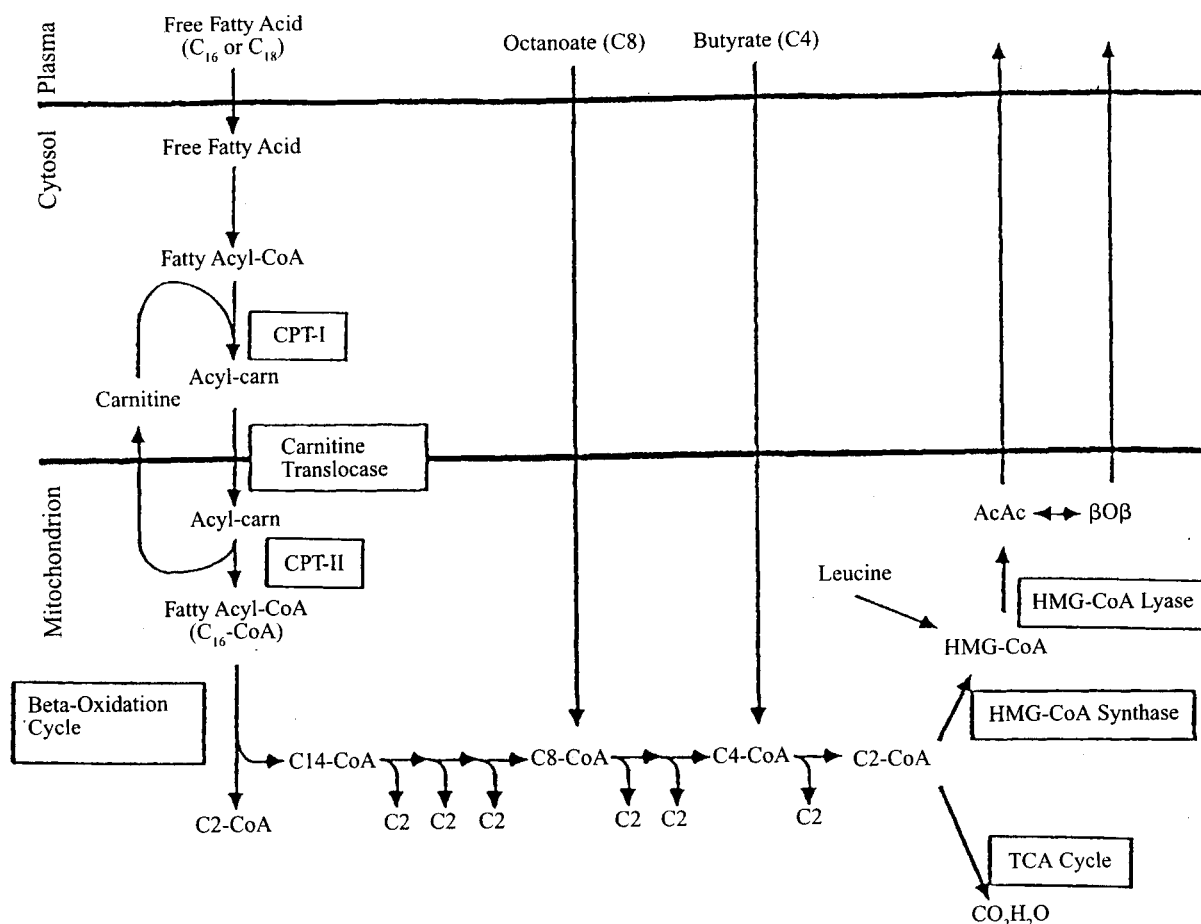 Plasma
Cytosol
Mitochondrion
Free Fatty Acid
(C₁₆ or C₁₈)
Octanoate (C8)
Butyrate (C4)
Free Fatty Acid
Fatty Acyl-CoA
CPT-I
Acyl-carn
Carnitine
Carnitine
Translocase
Acyl-carn
CPT-II
Fatty Acyl-CoA
(C₁₆-CoA)
AcAc
βOβ
Leucine
HMG-CoA Lyase
HMG-CoA
HMG-CoA Synthase
Beta-Oxidation
Cycle
C14-CoA
C8-CoA
C4-CoA
C2-CoA
C2-CoA
C2
C2
C2
C2
C2
C2
TCA Cycle
CO₂H₂O